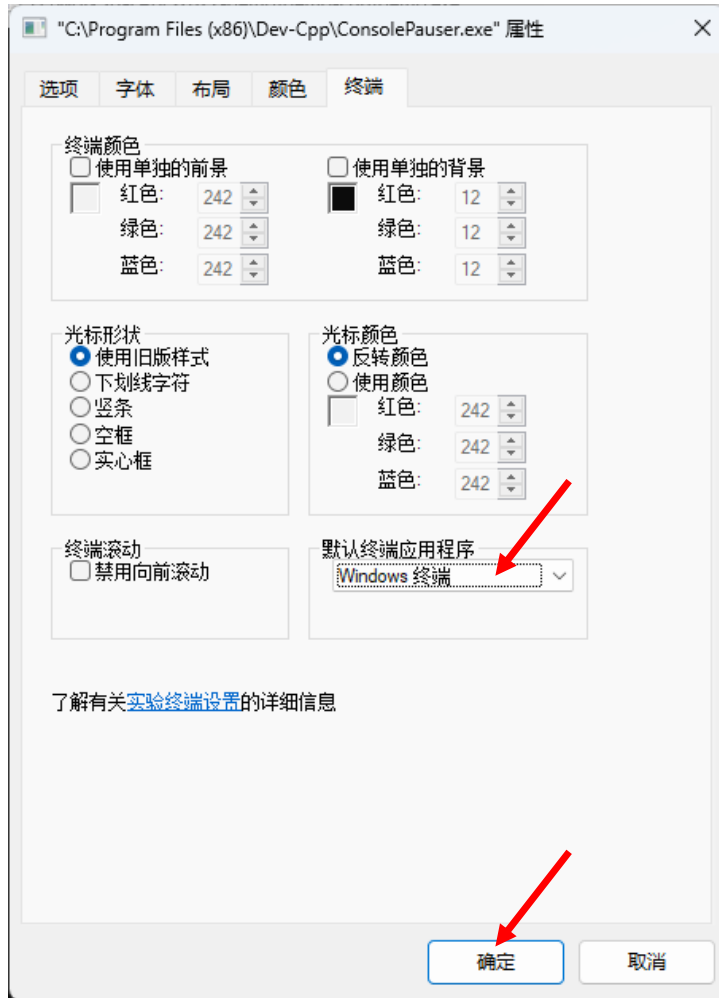 "C:\Program Files (x86)\Dev-Cpp\ConsolePauser.exe" 属性
选项 字体 布局 颜色 终端
终端颜色
使用单独的前景 使用单独的背景
红色: 242 红色: 12
绿色: 242 绿色: 12
蓝色: 242 蓝色: 12
光标形状 光标颜色
使用旧版样式 反转颜色
下划线字符 使用颜色
竖条 红色: 242
空框 绿色: 242
实心框 蓝色: 242
终端滚动 默认终端应用程序
禁用向前滚动 Windows 终端
了解有关实验终端设置的详细信息
确定 取消